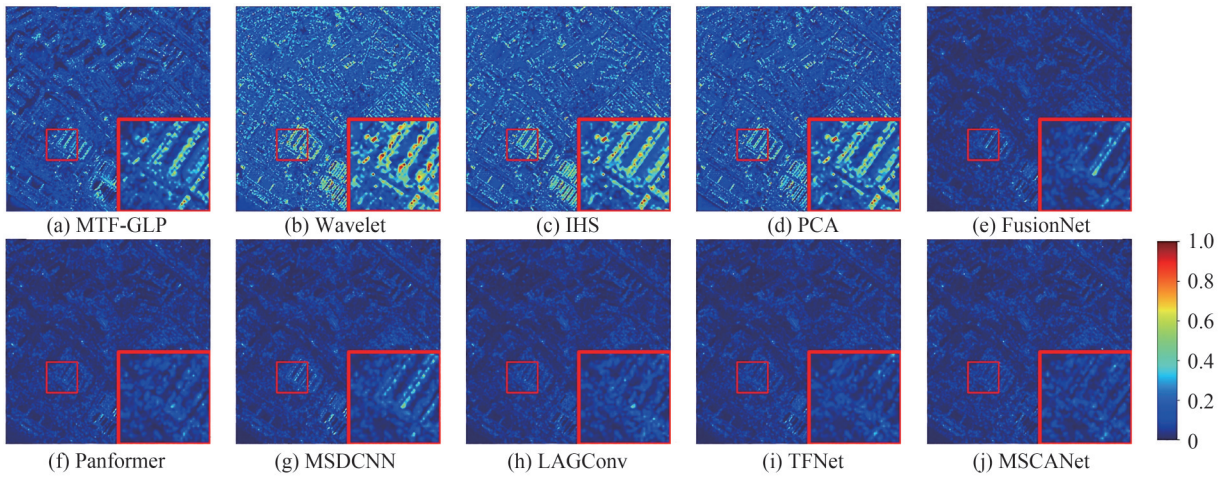 (a) MTF-GLP
(b) Wavelet
(c) IHS
(d) PCA
(e) FusionNet
1.0
0.8
0.6
0.4
0.2
0
(f) Panformer
(g) MSDCNN
(h) LAGConv
(i) TFNet
(j) MSCANet